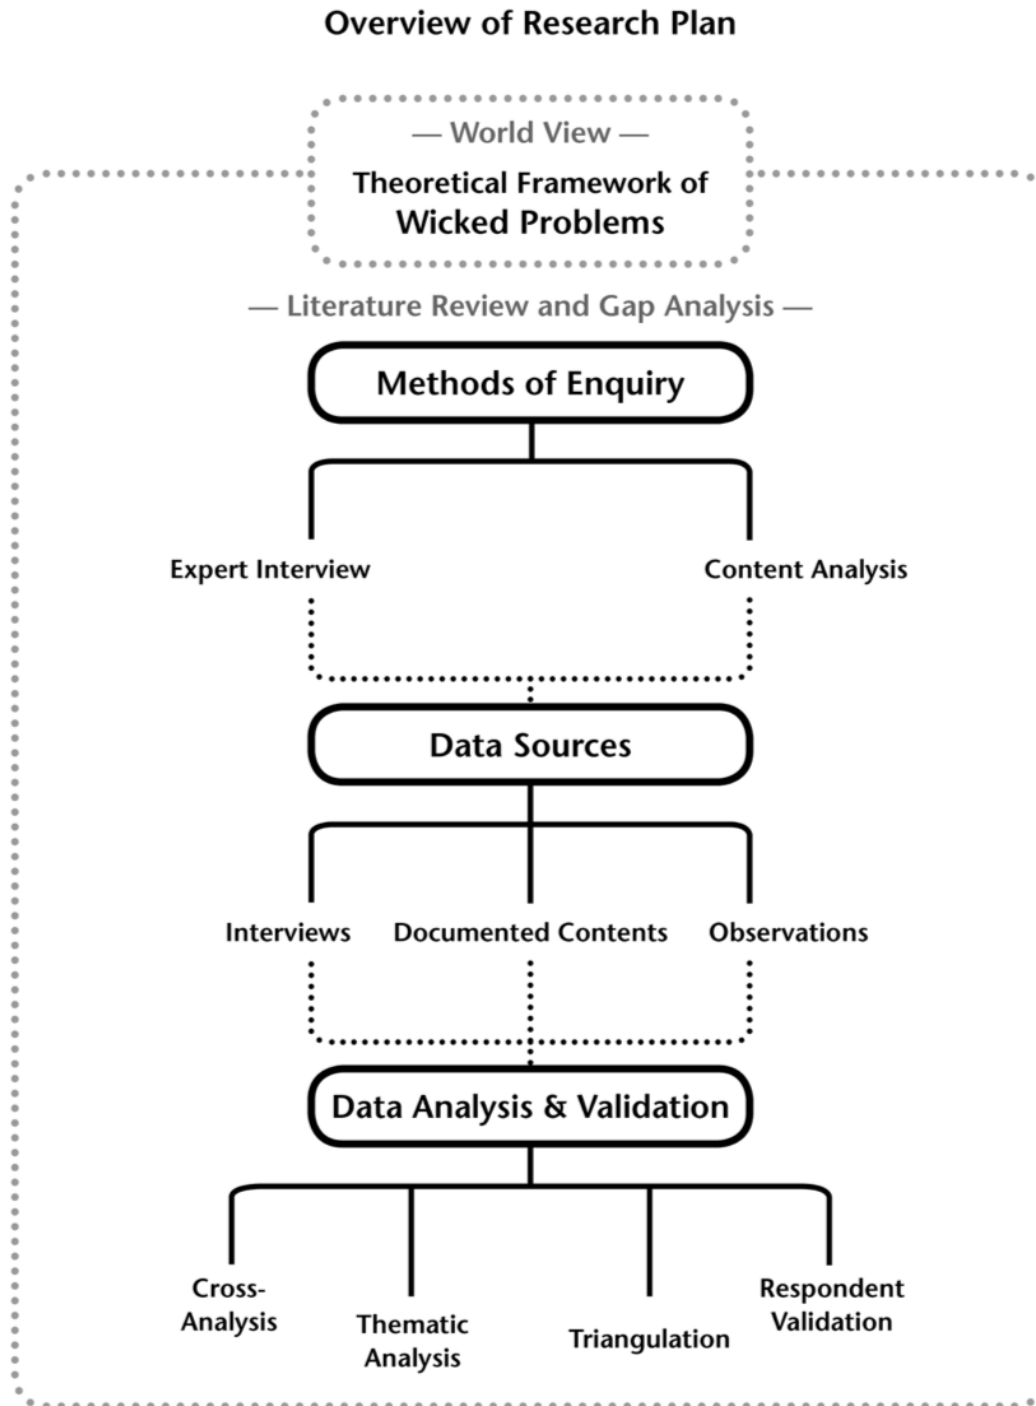 Overview of Research Plan
— World View —
Theoretical Framework of
Wicked Problems
— Literature Review and Gap Analysis —
Methods of Enquiry
Expert Interview
Content Analysis
Data Sources
Interviews
Documented Contents
Observations
Data Analysis & Validation
Cross-
Analysis
Thematic
Analysis
Triangulation
Respondent
Validation